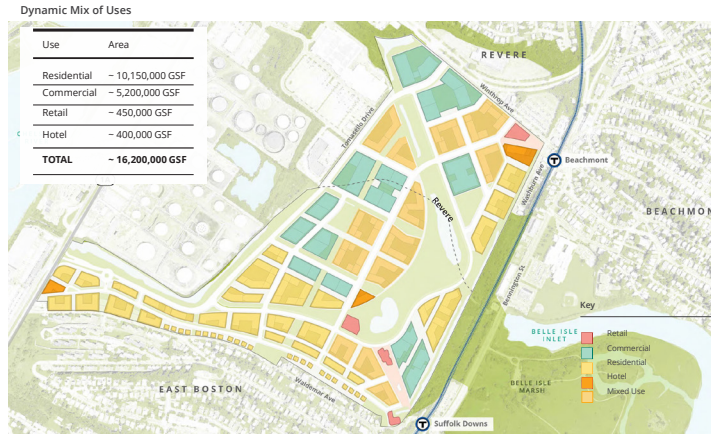 Dynamic Mix of Uses
Use Area
Residential ~ 10,150,000 GSF
Commercial ~ 5,200,000 GSF
Retail ~ 450,000 GSF
Hotel ~ 400,000 GSF
TOTAL ~ 16,200,000 GSF
REVERE
Winthrop Ave
Tomasello Drive
Beachmont
Washburn Ave
Revere
BEACHMON
Bennington St
Key
BELLE ISLE
INLET
Retail
Commercial
Residential
Hotel
Mixed Use
BELLE ISLE
MARSH
EAST BOSTON
Waldemar Ave
T
T
Suffolk Downs